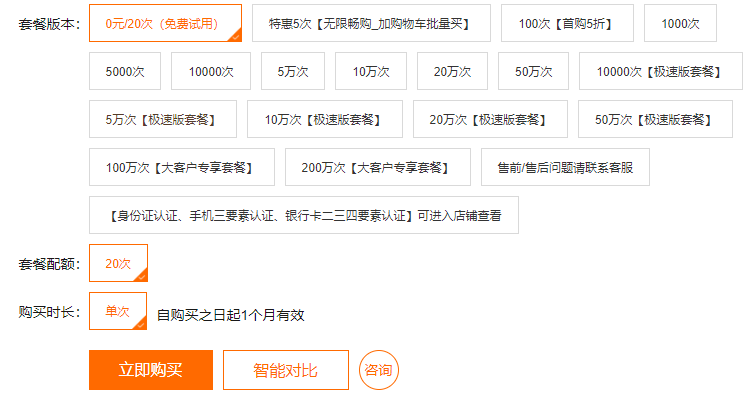 套餐版本： 0元/20次（免费试用） 特惠5次【无限畅购_加购物车批量买】 100次【首购5折】 1000次
5000次 10000次 5万次 10万次 20万次 50万次 10000次【极速版套餐】
5万次【极速版套餐】 10万次【极速版套餐】 20万次【极速版套餐】 50万次【极速版套餐】
100万次【大客户专享套餐】 200万次【大客户专享套餐】 售前/售后问题请联系客服
【身份证认证、手机三要素认证、银行卡二三四要素认证】可进入店铺查看
套餐配额： 20次
购买时长： 单次 自购买之日起1个月有效
立即购买 智能对比 咨询